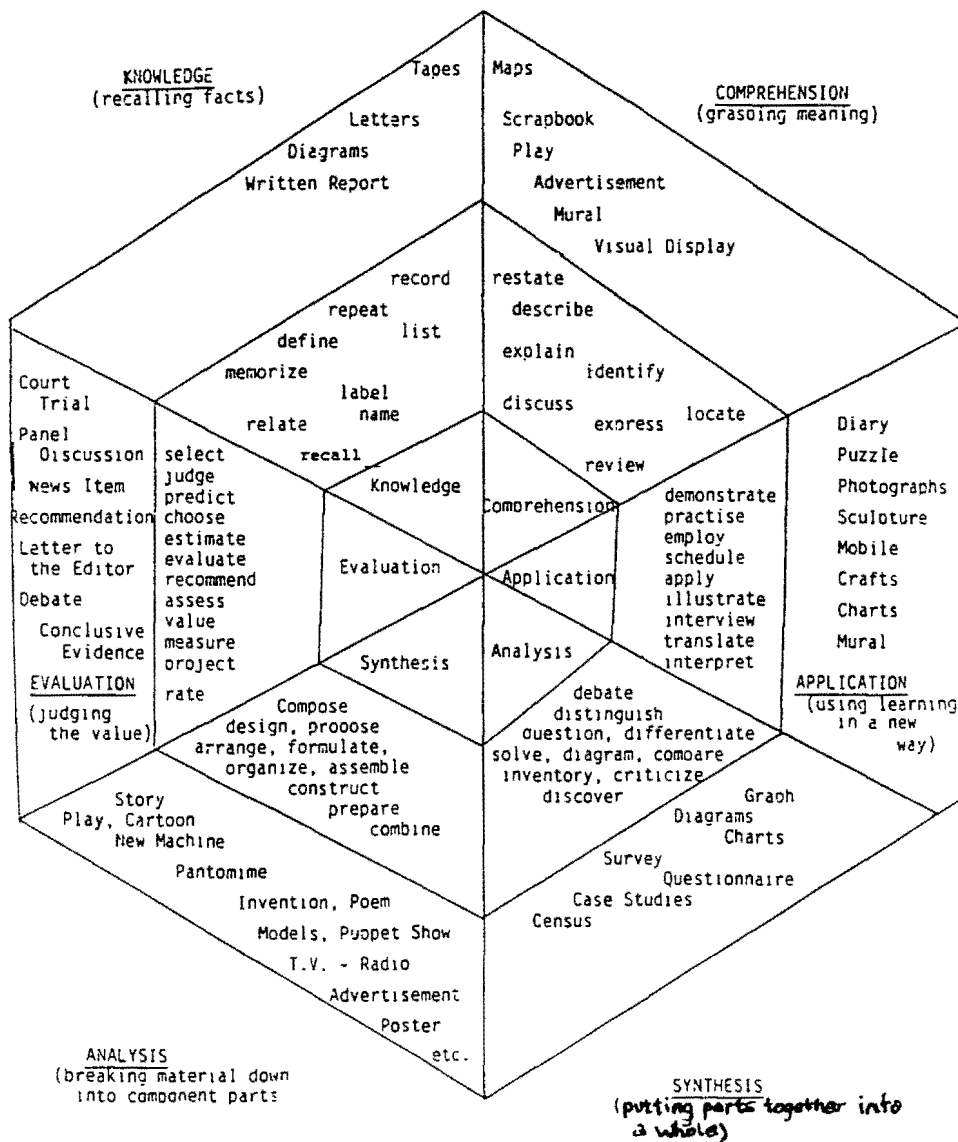 KNOWLEDGE
(recalling facts)
Tapes
Letters
Diagrams
Written Report
Maps
Scrapbook
Play
Advertisement
Mural
Visual Display
COMPREHENSION
(grasping meaning)
record
repeat
list
define
memorize
label
name
relate
recall
restate
describe
explain
identify
discuss
locate
express
review
Court
Trial
Panel
Discussion
News Item
Recommendation
Letter to
the Editor
Debate
Conclusive
Evidence
EVALUATION
(judging
the value)
select
judge
predict
choose
estimate
evaluate
recommend
assess
value
measure
project
rate
Knowledge
Comprehension
Evaluation
Application
Synthesis
Analysis
demonstrate
practise
employ
schedule
apply
illustrate
interview
translate
interpret
Diary
Puzzle
Photographs
Sculpture
Mobile
Crafts
Charts
Mural
APPLICATION
(using learning
in a new
way)
Compose
design, propose
arrange, formulate,
organize, assemble
construct
prepare
combine
debate
distinguish
question, differentiate
solve, diagram, compare
inventory, criticize
discover
Story
Play, Cartoon
New Machine
Pantomime
Invention, Poem
Models, Puppet Show
T.V. - Radio
Advertisement
Poster
etc.
Graph
Diagrams
Charts
Survey
Questionnaire
Case Studies
Census
ANALYSIS
(breaking material down
into component parts
SYNTHESIS
(putting parts together into
a whole)